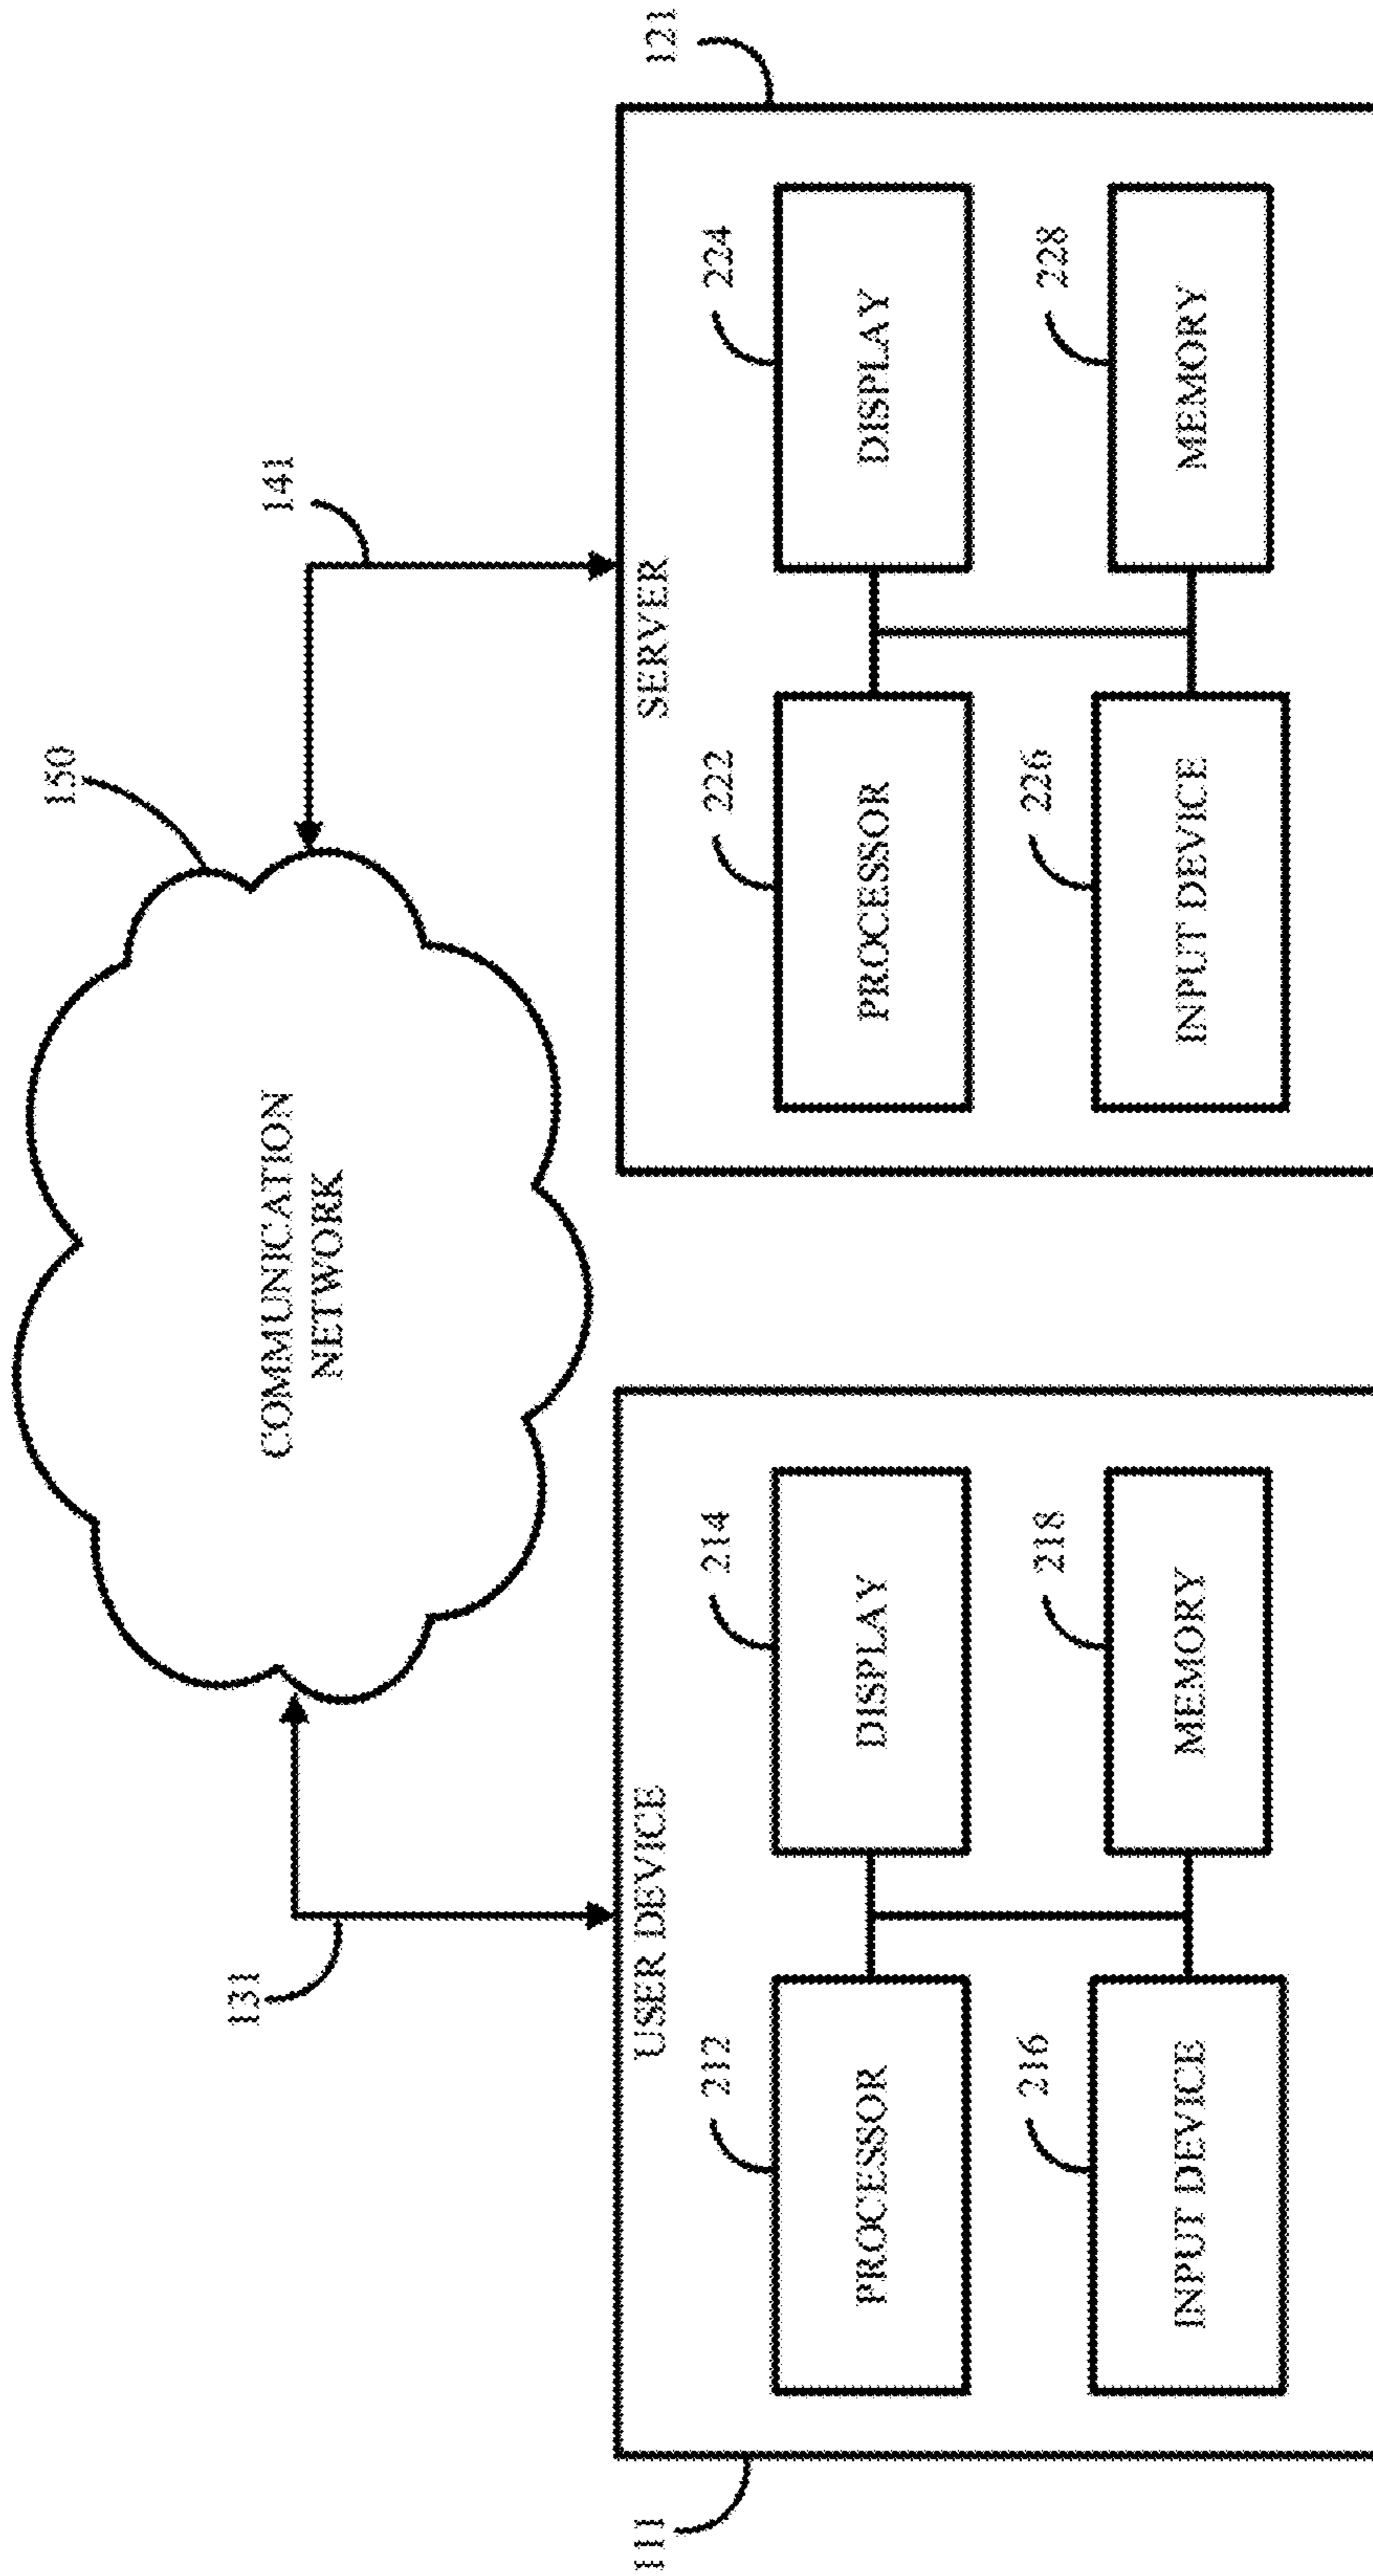 150
COMMUNICATION
NETWORK
131
141
111
USER DEVICE
212
PROCESSOR
214
DISPLAY
216
INPUT DEVICE
218
MEMORY
121
SERVER
222
PROCESSOR
224
DISPLAY
226
INPUT DEVICE
228
MEMORY